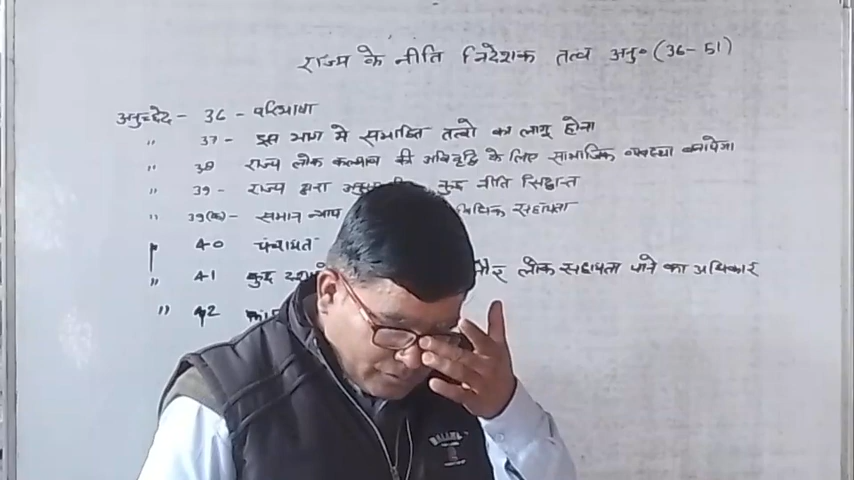 राज्य के नीति निदेशक तत्व अनु० (36-51)
अनुच्छेद - 36 - परिभाषा
" 37 - इस भाग मे समाहित तत्वो का लागू होना
" 38 राज्य लोक कल्याण की अभिवृद्धि के लिए सामाजिक व्यवस्था बनायेगा
" 39 - राज्य द्वारा कुछ नीति सिद्धान्त
" 39(क) - समान न्याय विधिक सहायता
40 पंचायत
" 41 कुछ और लोक सहायता पाने का अधिकार
" 42